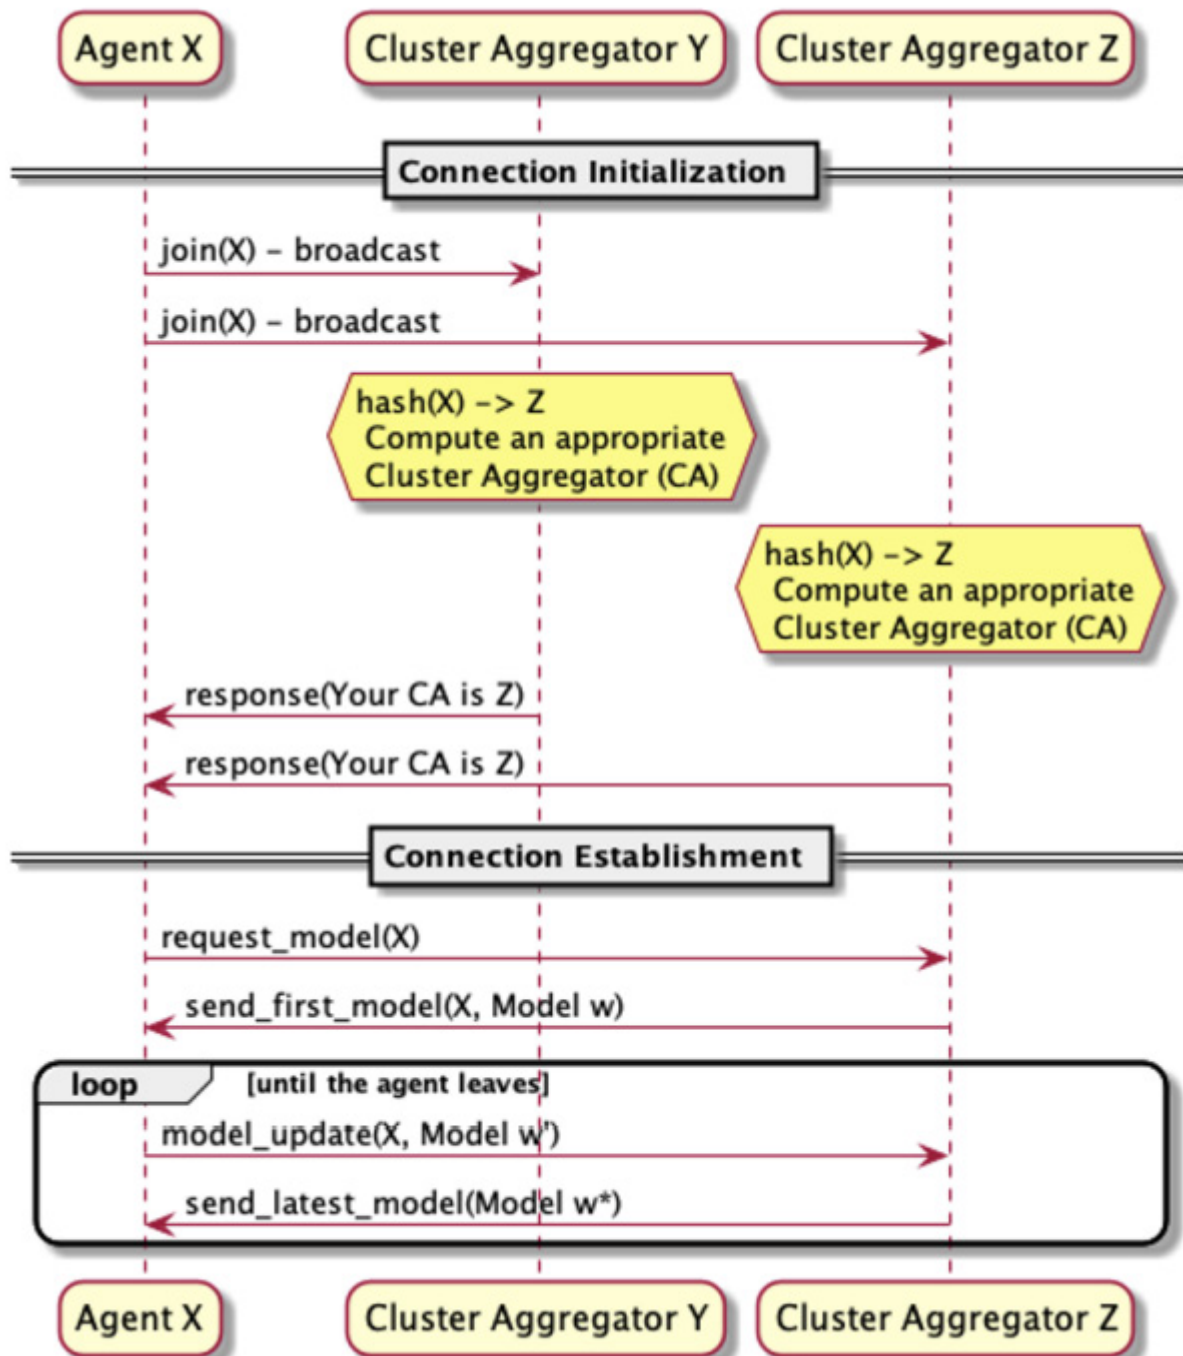 Agent X
Cluster Aggregator Y
Cluster Aggregator Z
Connection Initialization
join(X) – broadcast
join(X) – broadcast
hash(X) –> Z
Compute an appropriate
Cluster Aggregator (CA)
hash(X) –> Z
Compute an appropriate
Cluster Aggregator (CA)
response(Your CA is Z)
response(Your CA is Z)
Connection Establishment
request_model(X)
send_first_model(X, Model w)
loop
[until the agent leaves]
model_update(X, Model w')
send_latest_model(Model w*)
Agent X
Cluster Aggregator Y
Cluster Aggregator Z